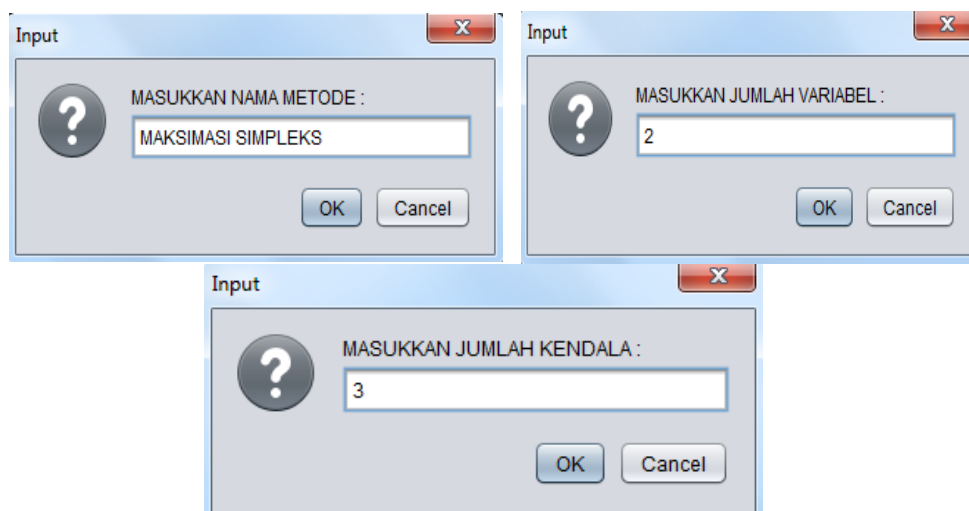 Input
MASUKKAN NAMA METODE :
MAKSIMASI SIMPLEKS
OK Cancel
Input
MASUKKAN JUMLAH VARIABEL :
2
OK Cancel
Input
MASUKKAN JUMLAH KENDALA :
3
OK Cancel